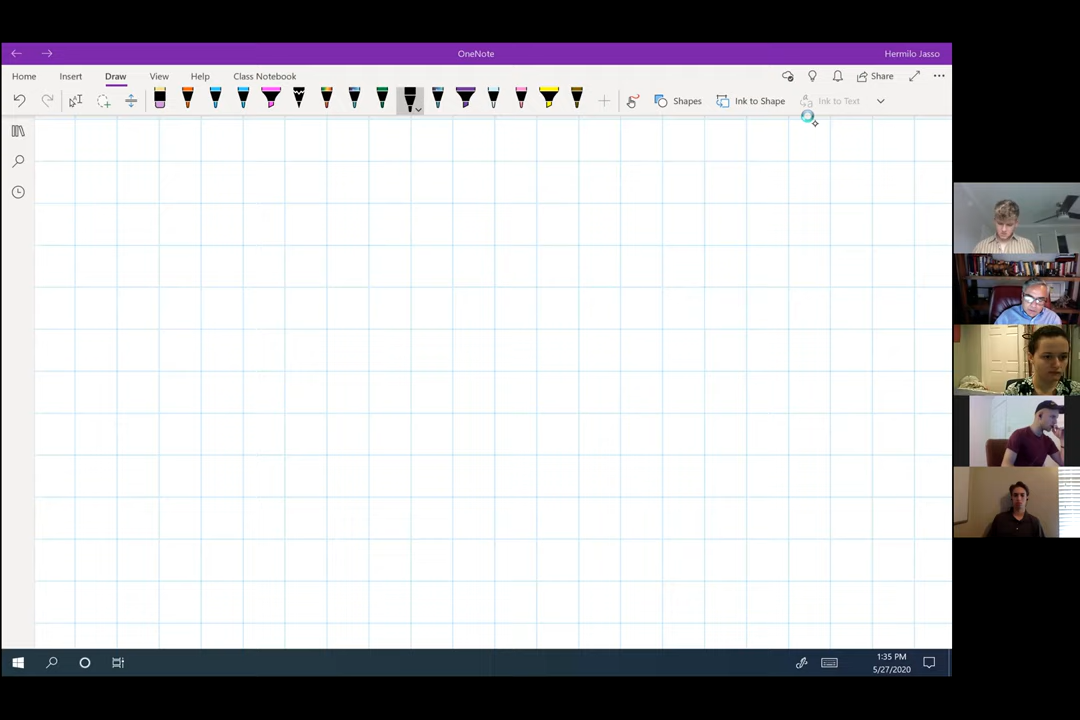 OneNote
Hermilo Jasso
Home Insert Draw View Help Class Notebook
Share
Shapes Ink to Shape Ink to Text
1:35 PM
5/27/2020